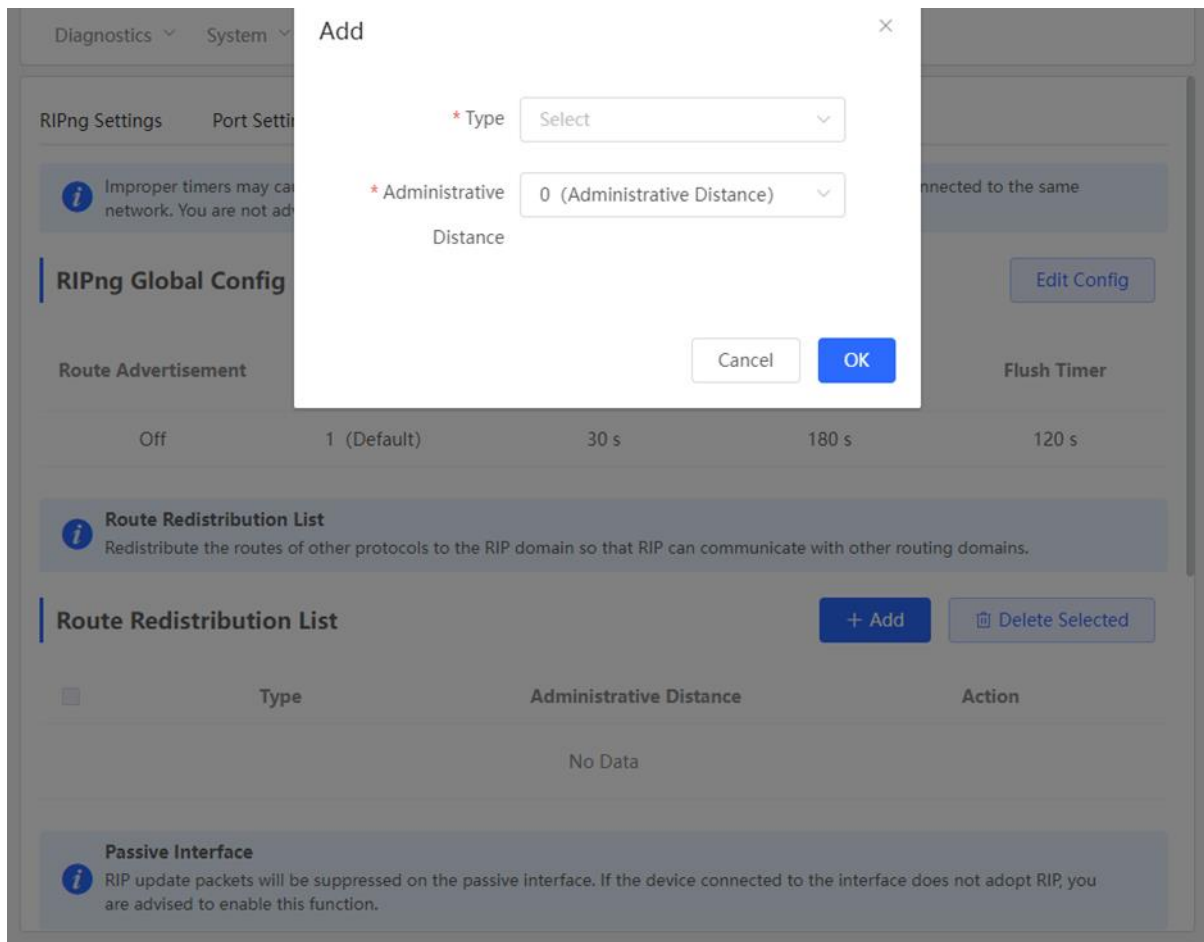 Diagnostics System
Add
RIPng Settings Port Settin
* Type Select
Improper timers may cau
nnected to the same
network. You are not adv
* Administrative 0 (Administrative Distance)
Distance
RIPng Global Config
Edit Config
Cancel OK
Route Advertisement
Flush Timer
Off 1 (Default) 30 s 180 s 120 s
Route Redistribution List
Redistribute the routes of other protocols to the RIP domain so that RIP can communicate with other routing domains.
Route Redistribution List
+ Add Delete Selected
Type Administrative Distance Action
No Data
Passive Interface
RIP update packets will be suppressed on the passive interface. If the device connected to the interface does not adopt RIP, you
are advised to enable this function.